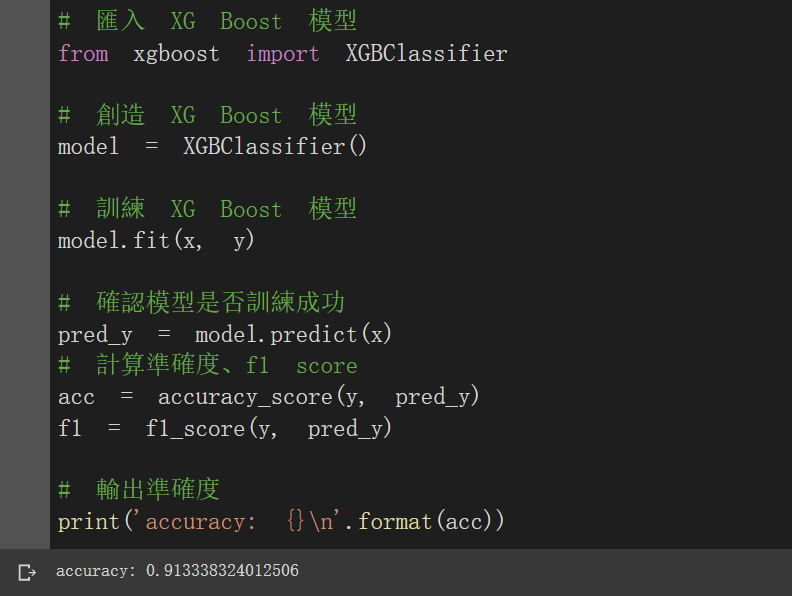 # 匯入 XG Boost 模型
from xgboost import XGBClassifier
# 創造 XG Boost 模型
model = XGBClassifier()
# 訓練 XG Boost 模型
model.fit(x, y)
# 確認模型是否訓練成功
pred_y = model.predict(x)
# 計算準確度、f1 score
acc = accuracy_score(y, pred_y)
f1 = f1_score(y, pred_y)
# 輸出準確度
print('accuracy: {}\n'.format(acc))
accuracy: 0.913338324012506